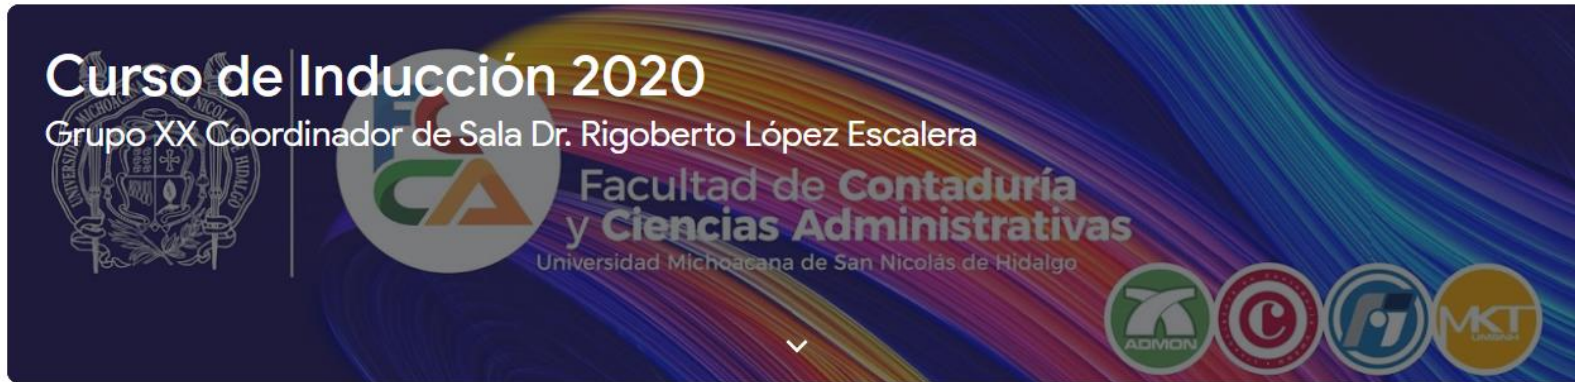 Curso de Inducción 2020
Grupo XX Coordinador de Sala Dr. Rigoberto López Escalera
Facultad de Contaduría
y Ciencias Administrativas
Universidad Michoacana de San Nicolás de Hidalgo
ADMON
C
MKT
UMSNH